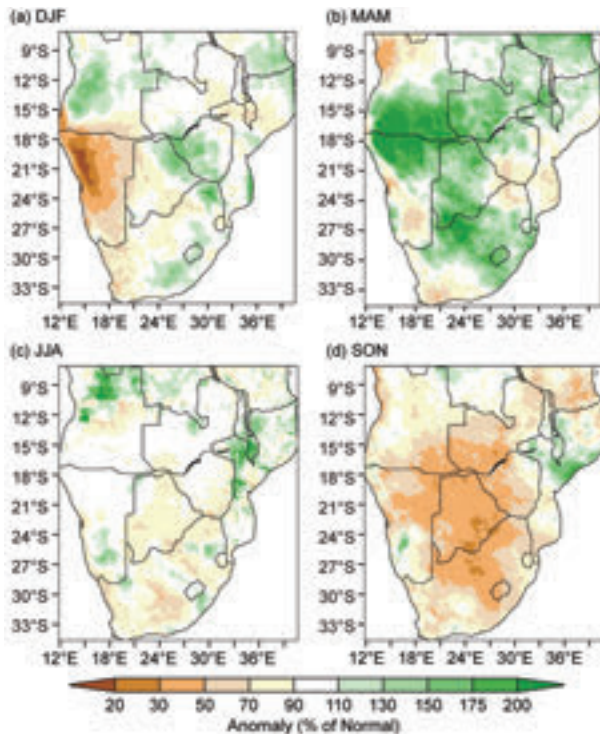 (a) DJF
(b) MAM
9°S
12°S
15°S
18°S
21°S
24°S
27°S
30°S
33°S
9°S
12°S
15°S
18°S
21°S
24°S
27°S
30°S
33°S
12°E 18°E 24°E 30°E 36°E
12°E 18°E 24°E 30°E 36°E
(c) JJA
(d) SON
9°S
12°S
15°S
18°S
21°S
24°S
27°S
30°S
33°S
9°S
12°S
15°S
18°S
21°S
24°S
27°S
30°S
33°S
12°E 18°E 24°E 30°E 36°E
12°E 18°E 24°E 30°E 36°E
20 30 50 70 90 110 130 150 175 200
Anomaly (% of Normal)